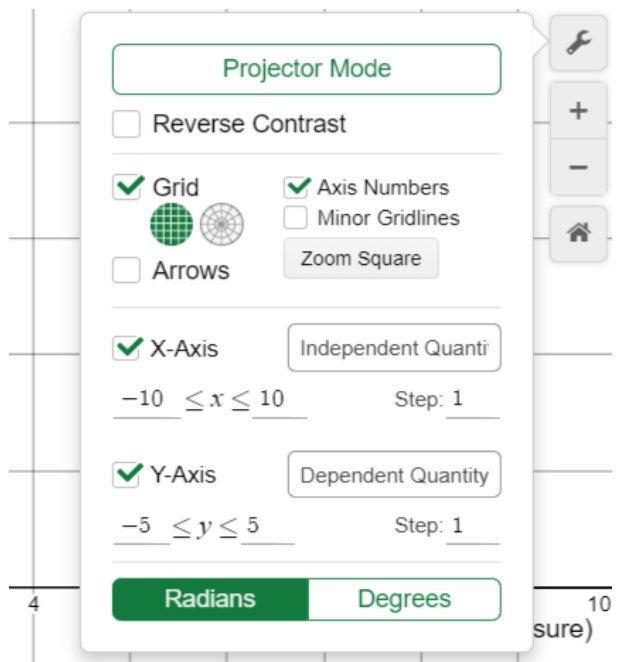 Projector Mode
Reverse Contrast
Grid
Axis Numbers
Minor Gridlines
Arrows
Zoom Square
X-Axis Independent Quanti
−10 ≤ x ≤ 10 Step: 1
Y-Axis Dependent Quantity
−5 ≤ y ≤ 5 Step: 1
Radians Degrees
4 10
sure)